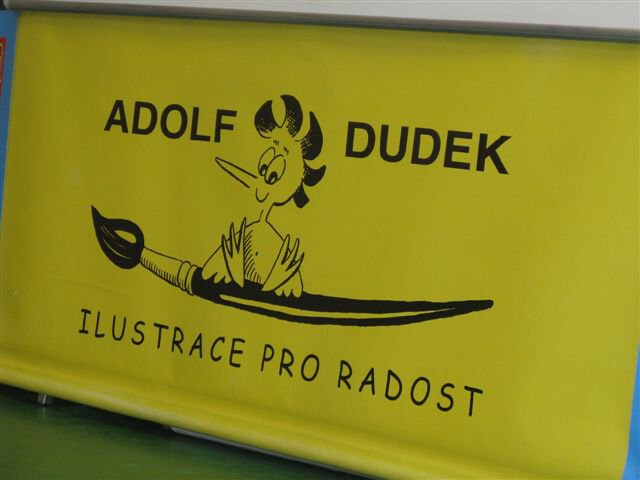 ADOLF DUDEK
ILUSTRACE PRO RADOST